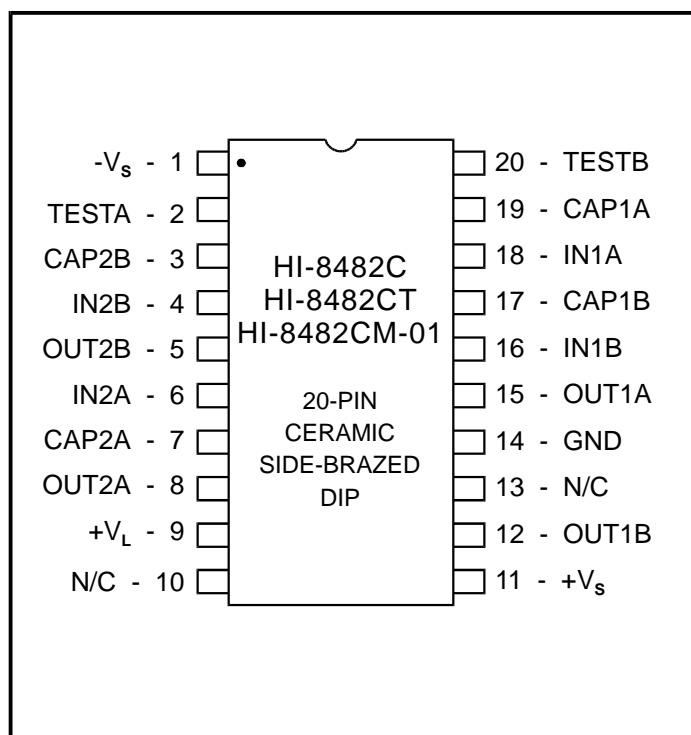 -VS - 1
TESTA - 2
CAP2B - 3
IN2B - 4
OUT2B - 5
IN2A - 6
CAP2A - 7
OUT2A - 8
+VL - 9
N/C - 10
HI-8482C
HI-8482CT
HI-8482CM-01
20-PIN
CERAMIC
SIDE-BRAZED
DIP
20 - TESTB
19 - CAP1A
18 - IN1A
17 - CAP1B
16 - IN1B
15 - OUT1A
14 - GND
13 - N/C
12 - OUT1B
11 - +VS